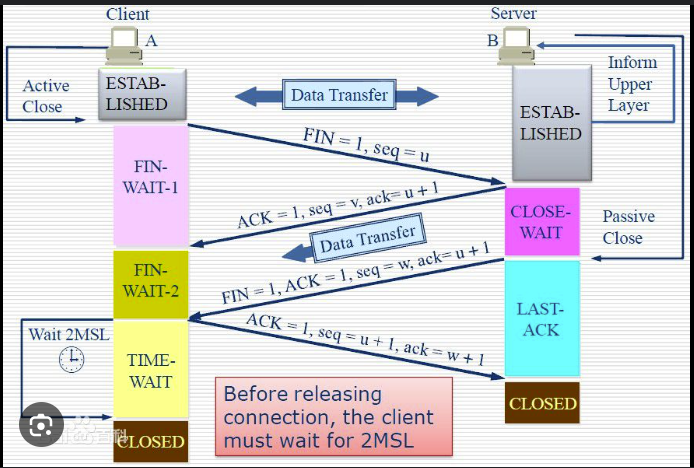 Client
Server
A
B
Active
Close
ESTAB-
LISHED
Data Transfer
Inform
Upper
Layer
ESTAB-
LISHED
FIN = 1, seq = u
FIN-
WAIT-1
ACK = 1, seq = v, ack= u + 1
CLOSE-
WAIT
Passive
Close
Data Transfer
FIN-
WAIT-2
FIN = 1, ACK = 1, seq = w, ack= u + 1
LAST-
ACK
ACK = 1, seq = u + 1, ack = w + 1
Wait 2MSL
TIME-
WAIT
Before releasing
connection, the client
must wait for 2MSL
CLOSED
CLOSED
百科